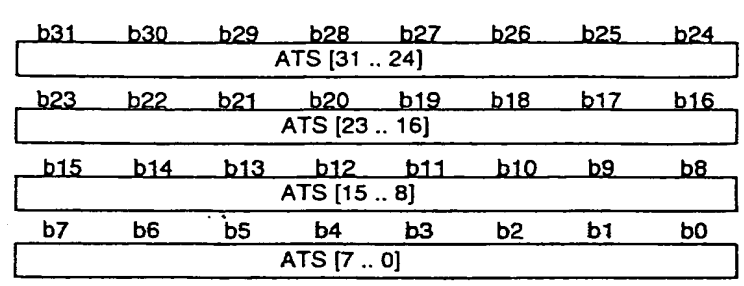 b31 b30 b29 b28 b27 b26 b25 b24
ATS [31 .. 24]
b23 b22 b21 b20 b19 b18 b17 b16
ATS [23 .. 16]
b15 b14 b13 b12 b11 b10 b9 b8
ATS [15 .. 8]
b7 b6 b5 b4 b3 b2 b1 b0
ATS [7 .. 0]